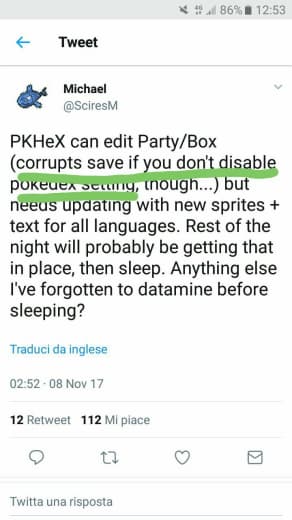 86% 12:53
Tweet
Michael
@SciresM
PKHeX can edit Party/Box
(corrupts save if you don't disable
pokedex setting, though...) but
needs updating with new sprites +
text for all languages. Rest of the
night will probably be getting that
in place, then sleep. Anything else
I've forgotten to datamine before
sleeping?
Traduci da inglese
02:52 · 08 Nov 17
12 Retweet 112 Mi piace
Twitta una risposta